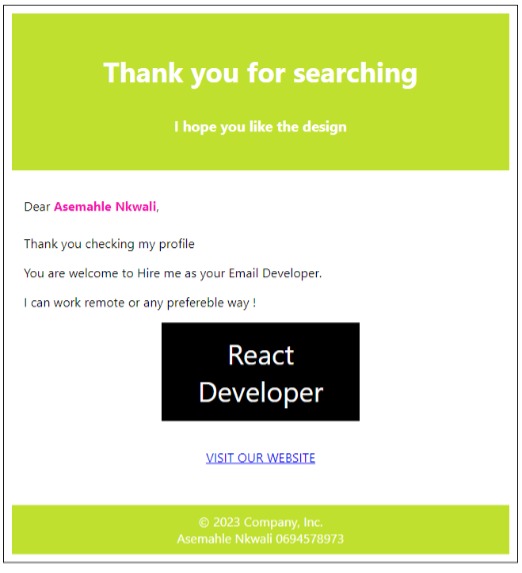 Thank you for searching
I hope you like the design
Dear Asemahle Nkwali,
Thank you checking my profile
You are welcome to Hire me as your Email Developer.
I can work remote or any prefereble way !
React
Developer
VISIT OUR WEBSITE
© 2023 Company, Inc.
Asemahle Nkwali 0694578973